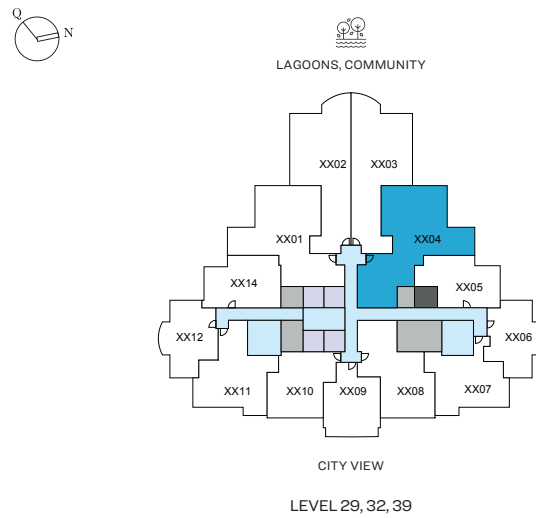 Q
N
LAGOONS, COMMUNITY
XX02
XX03
XX01
XX04
XX14
XX05
XX12
XX06
XX11
XX10
XX09
XX08
XX07
CITY VIEW
LEVEL 29, 32, 39